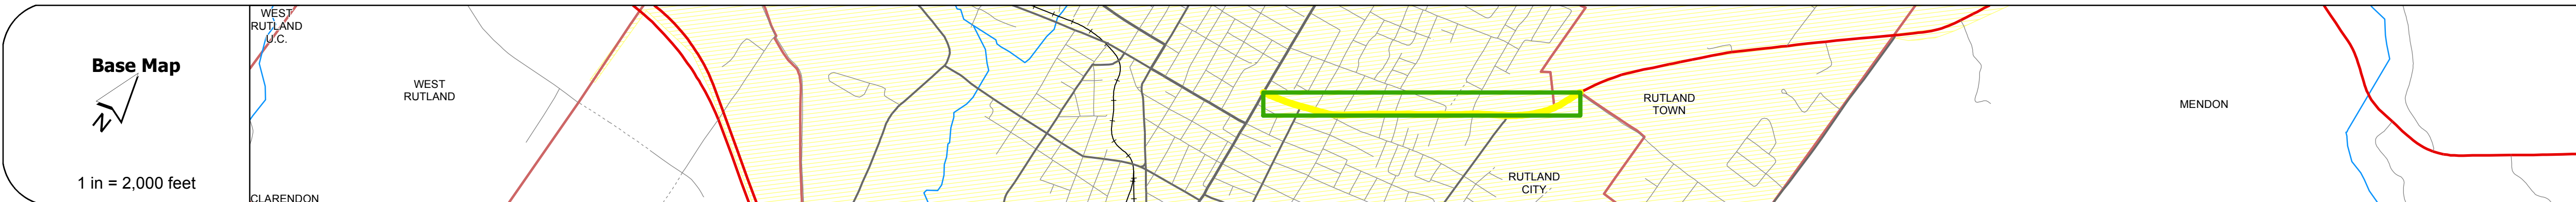 Base Map
N
1 in = 2,000 feet
WEST
RUTLAND
U.C.
WEST
RUTLAND
CLARENDON
RUTLAND
TOWN
RUTLAND
CITY
MENDON